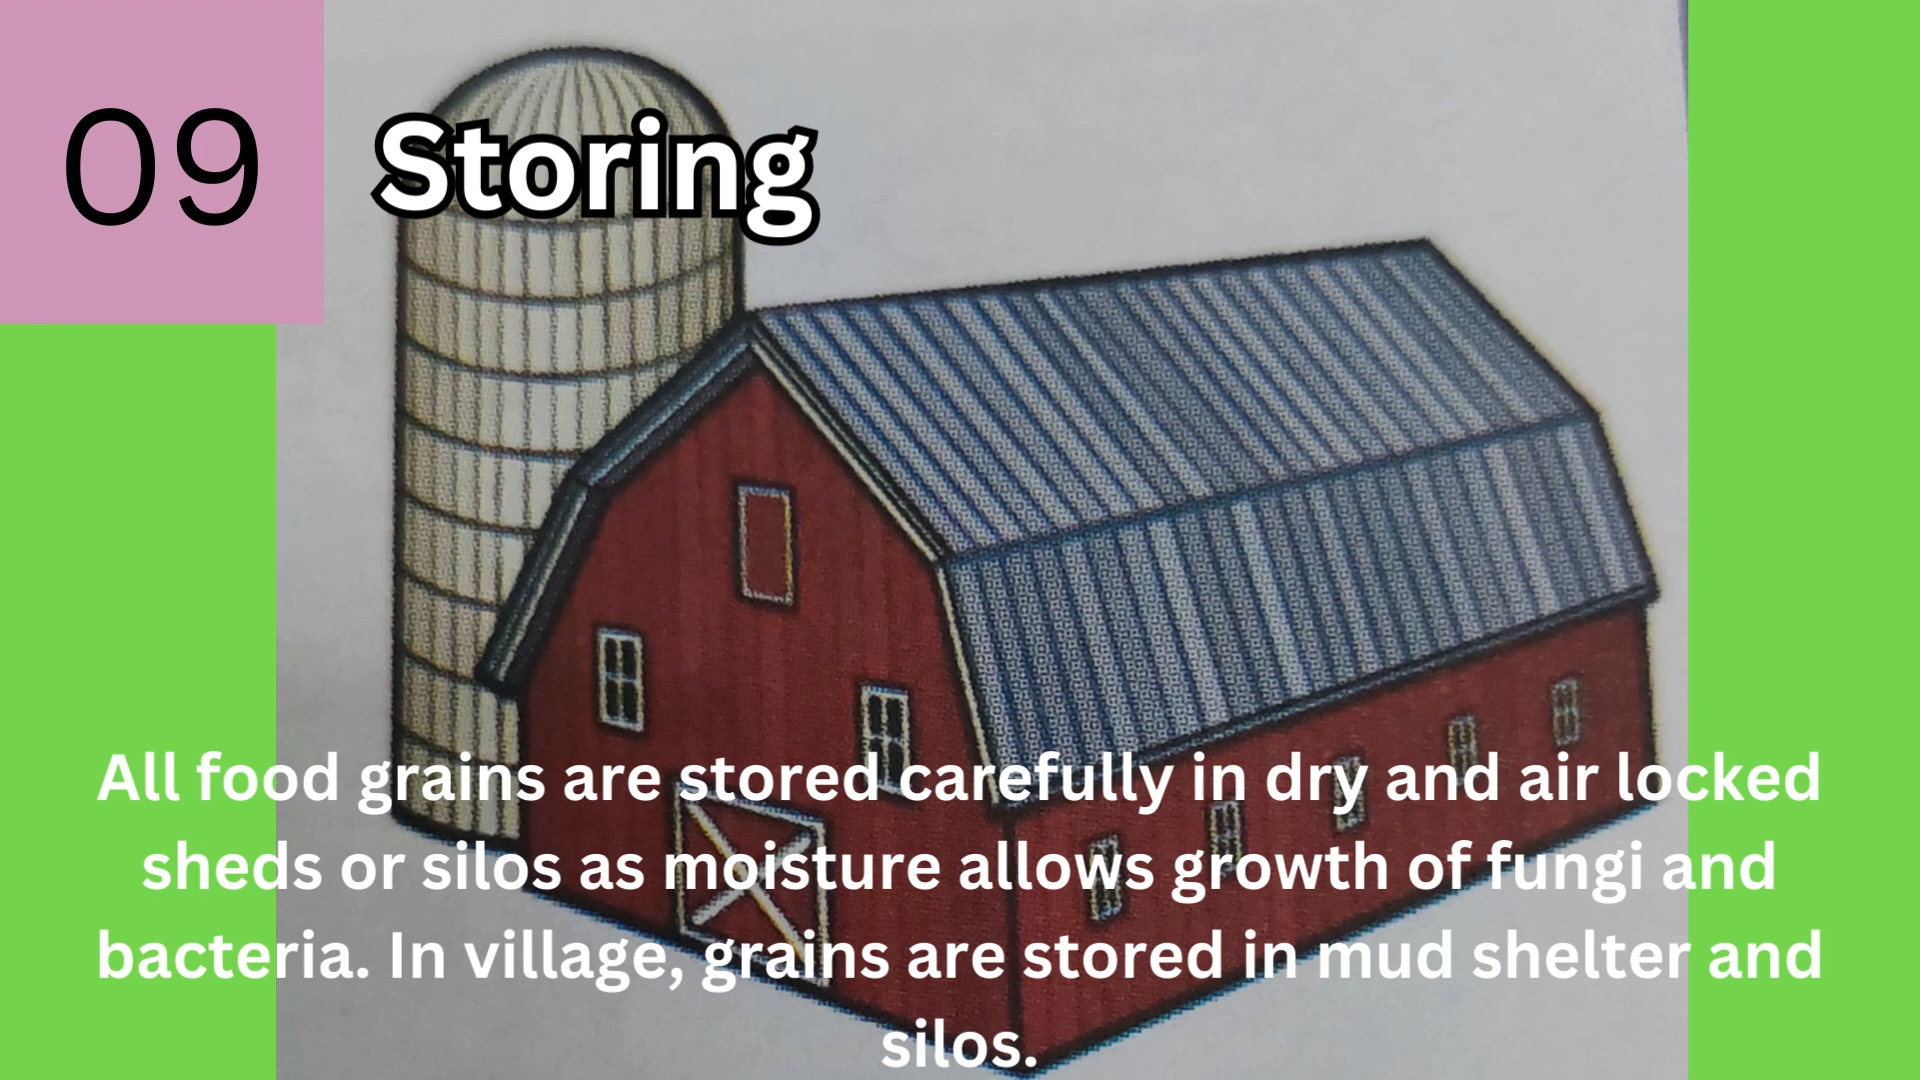 09
Storing
All food grains are stored carefully in dry and air locked
sheds or silos as moisture allows growth of fungi and
bacteria. In village, grains are stored in mud shelter and
silos.